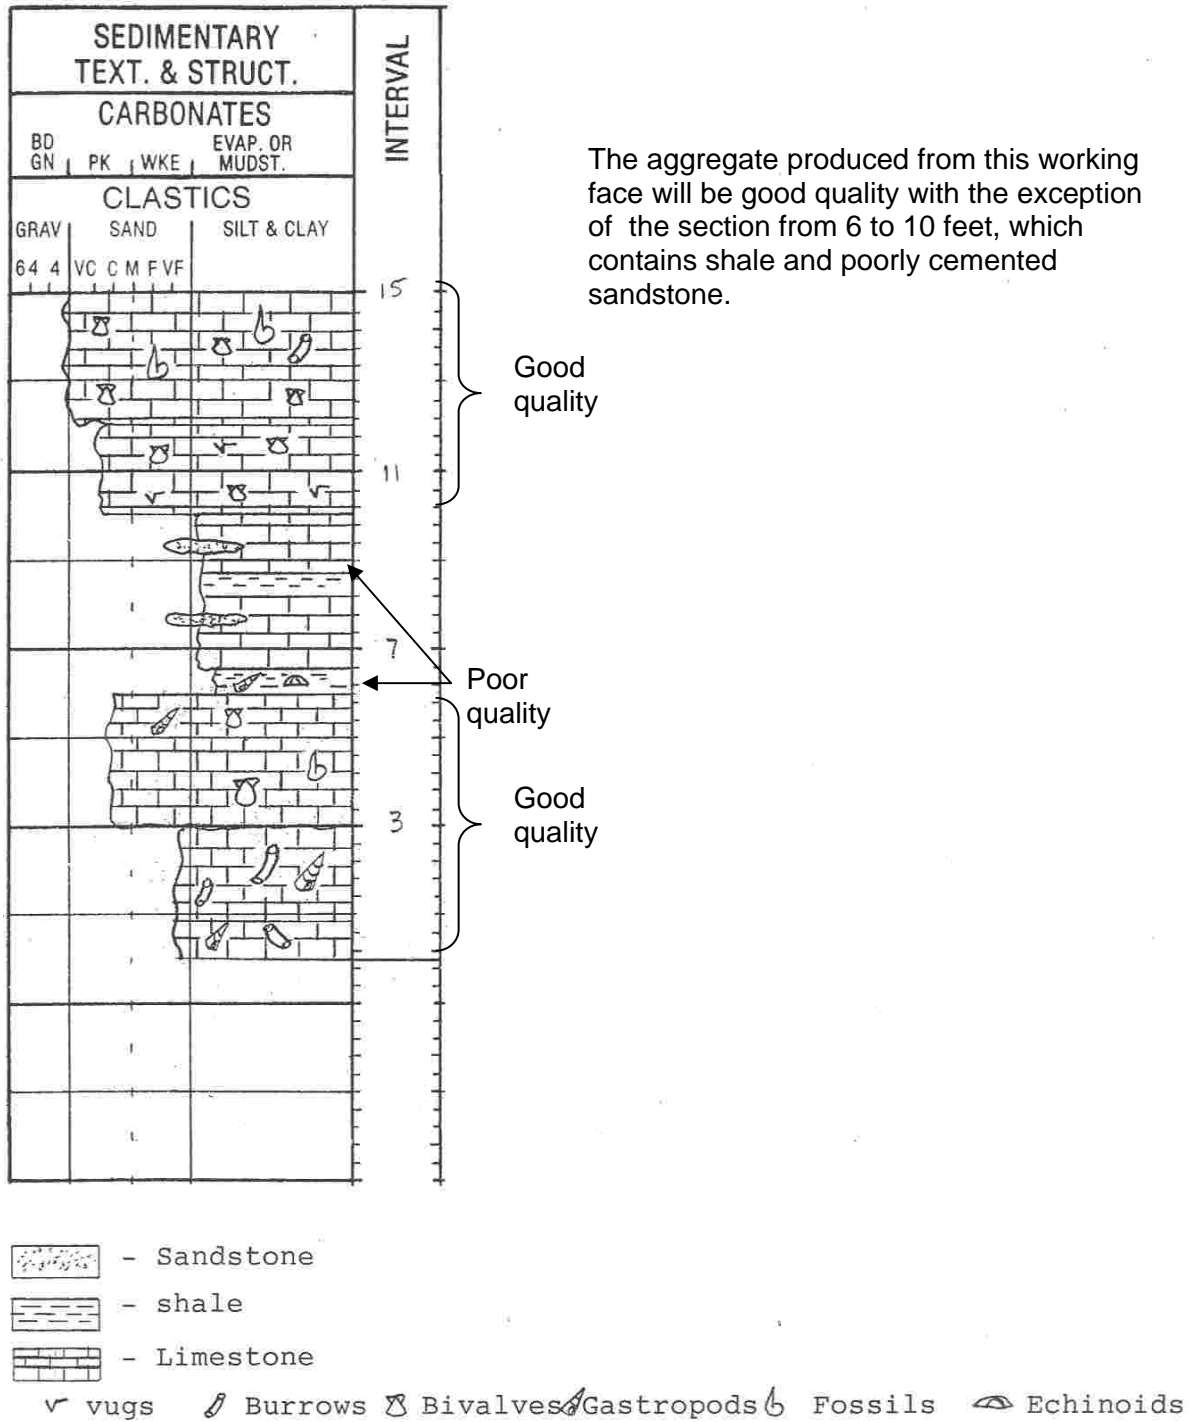 SEDIMENTARY
TEXT. & STRUCT.
INTERVAL
CARBONATES
BD
GN PK WKE EVAP. OR
MUDST.
CLASTICS
GRAV SAND SILT & CLAY
64 4 VC C M F VF
The aggregate produced from this working
face will be good quality with the exception
of the section from 6 to 10 feet, which
contains shale and poorly cemented
sandstone.
15
Good
quality
11
7
Poor
quality
3
Good
quality
- Sandstone
- shale
- Limestone
vugs Burrows Bivalves Gastropods Fossils Echinoids